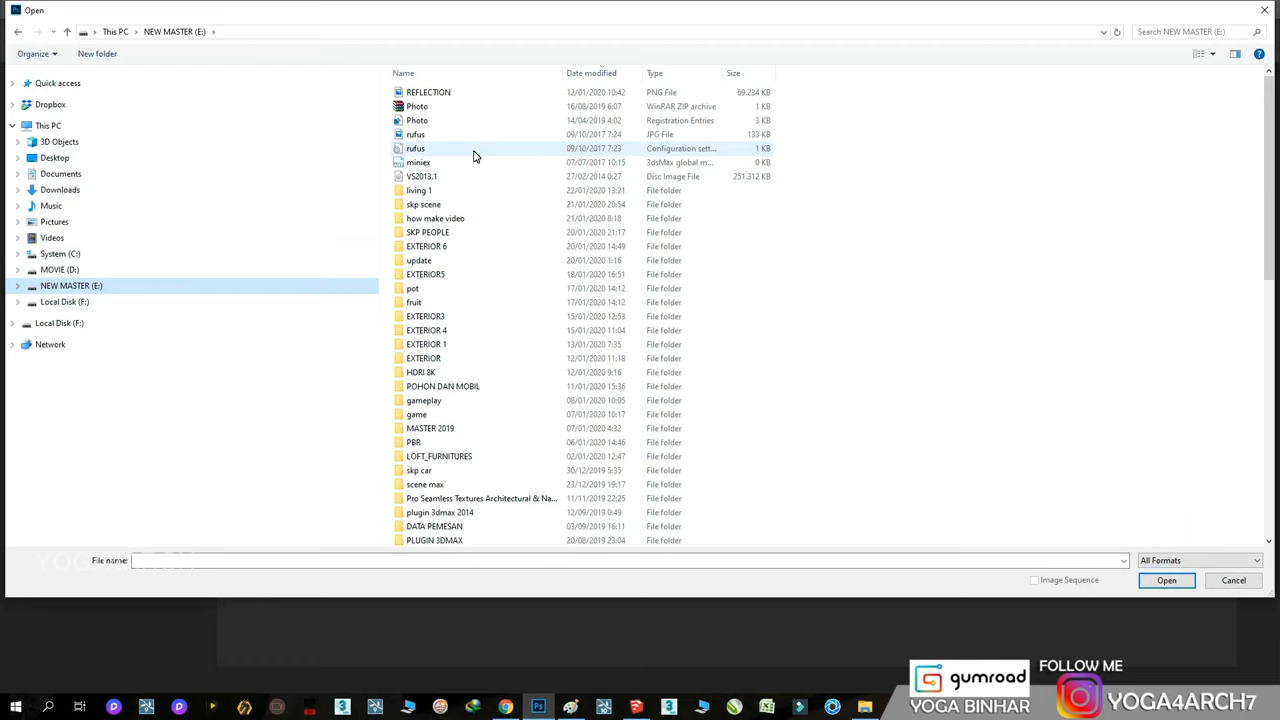 Open
This PC > NEW MASTER (E:) >
Search NEW MASTER (E:)
Organize
New folder
Name
Date modified
Type
Size
Quick access
Dropbox
This PC
3D Objects
Desktop
Documents
Downloads
Music
Pictures
Videos
System (C:)
MOVIE (D:)
NEW MASTER (E:)
Local Disk (F:)
Local Disk (F:)
Network
REFLECTION 12/01/2020 10:42 PNG File 69.234 KB
Photo 16/08/2019 6:07 WinRAR ZIP archive 1 KB
Photo 14/04/2019 4:02 Registration Entries 3 KB
rufus 09/10/2017 7:24 JPG File 133 KB
rufus 09/10/2017 7:23 Configuration sett... 1 KB
miniex 07/07/2017 10:15 3dsMax global m... 0 KB
VS2013.1 27/02/2014 0:27 Disc Image File 251.312 KB
living 1 22/01/2020 13:21 File folder
skp scene 21/01/2020 20:54 File folder
how make video 21/01/2020 8:18 File folder
SKP PEOPLE 20/01/2020 21:17 File folder
EXTERIOR 6 20/01/2020 14:49 File folder
update 20/01/2020 1:16 File folder
EXTERIOR5 18/01/2020 16:51 File folder
pot 17/01/2020 14:12 File folder
fruit 17/01/2020 14:12 File folder
EXTERIOR3 15/01/2020 12:53 File folder
EXTERIOR 4 15/01/2020 11:04 File folder
EXTERIOR 1 13/01/2020 7:35 File folder
EXTERIOR 12/01/2020 11:18 File folder
HDRI 8K 12/01/2020 9:16 File folder
POHON DAN MOBIL 11/01/2020 15:36 File folder
gameplay 08/01/2020 10:05 File folder
game 07/01/2020 10:17 File folder
MASTER 2019 07/01/2020 4:32 File folder
PBR 06/01/2020 14:46 File folder
LOFT_FURNITURES 02/01/2020 12:47 File folder
skp car 30/12/2019 5:35 File folder
scene max 23/12/2019 19:17 File folder
Pro Seamless Textures Architectural & Na... 11/11/2019 22:25 File folder
plugin 3dmax 2014 12/09/2019 0:49 File folder
DATA PEMESAN 03/09/2019 16:11 File folder
PLUGIN 3DMAX 20/08/2019 23:04 File folder
File name:
All Formats
Image Sequence
Open
Cancel
gumroad
YOGA BINHAR
FOLLOW ME
YOGA4ARCH7